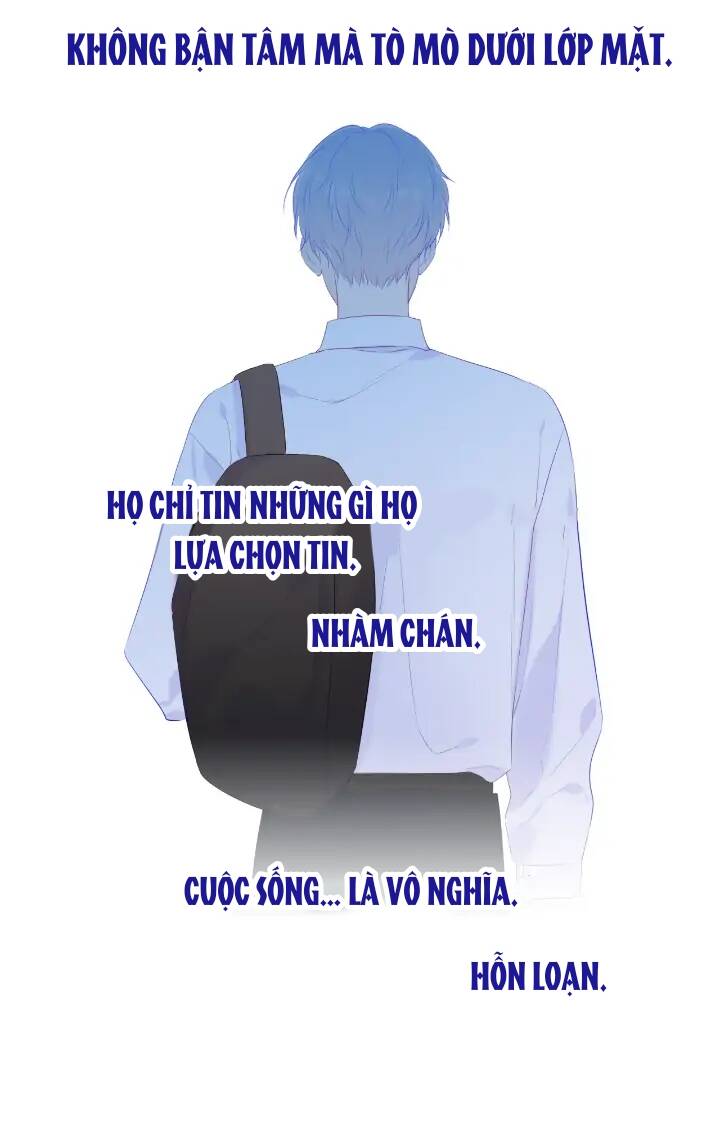 KHÔNG BẬN TÂM MÀ TÒ MÒ DƯỚI LỚP MẶT.
HỌ CHỈ TIN NHỮNG GÌ HỌ
LỰA CHỌN TIN.
NHÀM CHÁN.
CUỘC SỐNG... LÀ VÔ NGHĨA.
HỖN LOẠN.